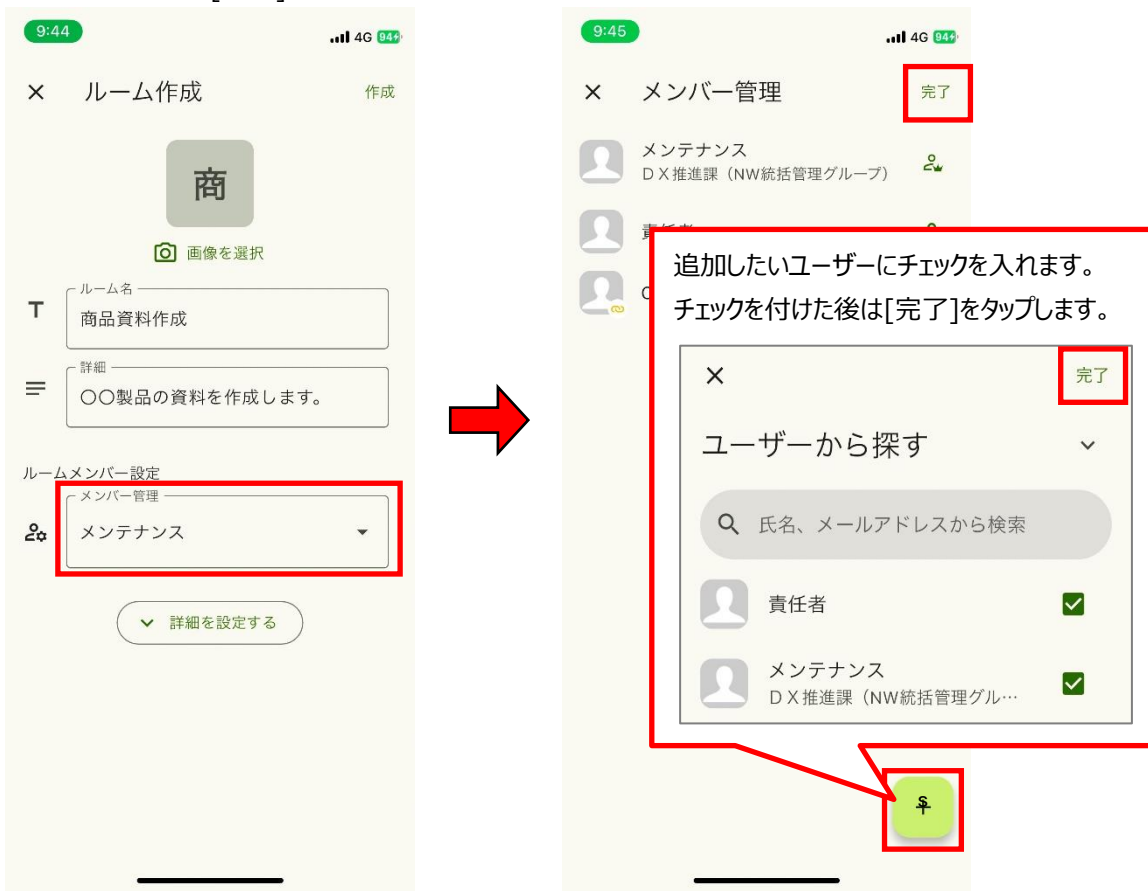 9:44
4G 94
× ルーム作成 作成
商
画像を選択
ルーム名
商品資料作成
詳細
〇〇製品の資料を作成します。
ルームメンバー設定
メンバー管理
メンテナンス
詳細を設定する
9:45
4G 94
× メンバー管理 完了
メンテナンス
DX推進課（NW統括管理グループ）
追加したいユーザーにチェックを入れます。
チェックを付けた後は[完了]をタップします。
× 完了
ユーザーから探す
氏名、メールアドレスから検索
責任者
メンテナンス
DX推進課（NW統括管理グル…